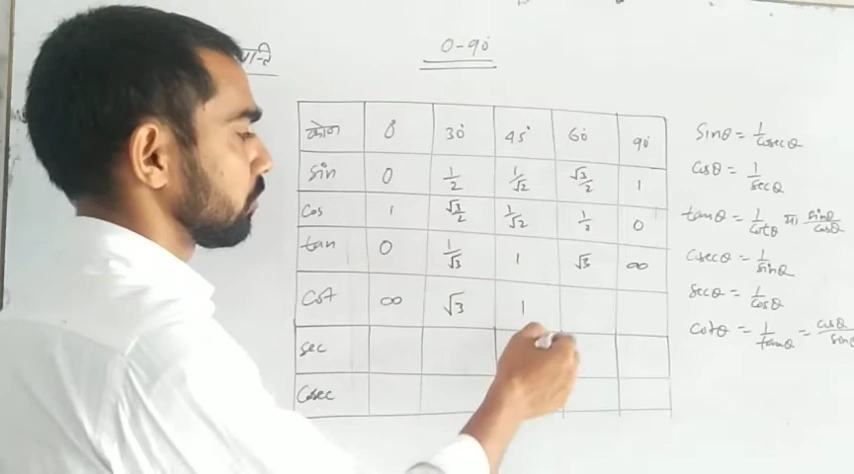 0-90°
कोण 0° 30° 45° 60° 90°
sin 0 1/2 1/√2 √3/2 1
cos 1 √3/2 1/√2 1/2 0
tan 0 1/√3 1 √3 ∞
cot ∞ √3 1
sec
cosec
sinθ = 1/cosecθ
cosθ = 1/secθ
tanθ = 1/cotθ या sinθ/cosθ
cosecθ = 1/sinθ
secθ = 1/cosθ
cotθ = 1/tanθ = cosθ/sinθ